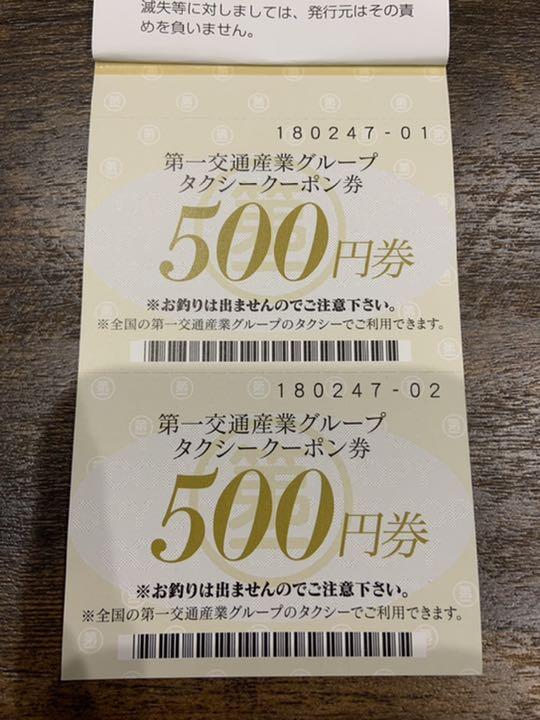 滅失等に対しましては、発行元はその責
めを負いません。
180247-01
第一交通産業グループ
タクシークーポン券
500円券
※お釣りは出ませんのでご注意下さい。
※全国の第一交通産業グループのタクシーでご利用できます。
180247-02
第一交通産業グループ
タクシークーポン券
500円券
※お釣りは出ませんのでご注意下さい。
※全国の第一交通産業グループのタクシーでご利用できます。